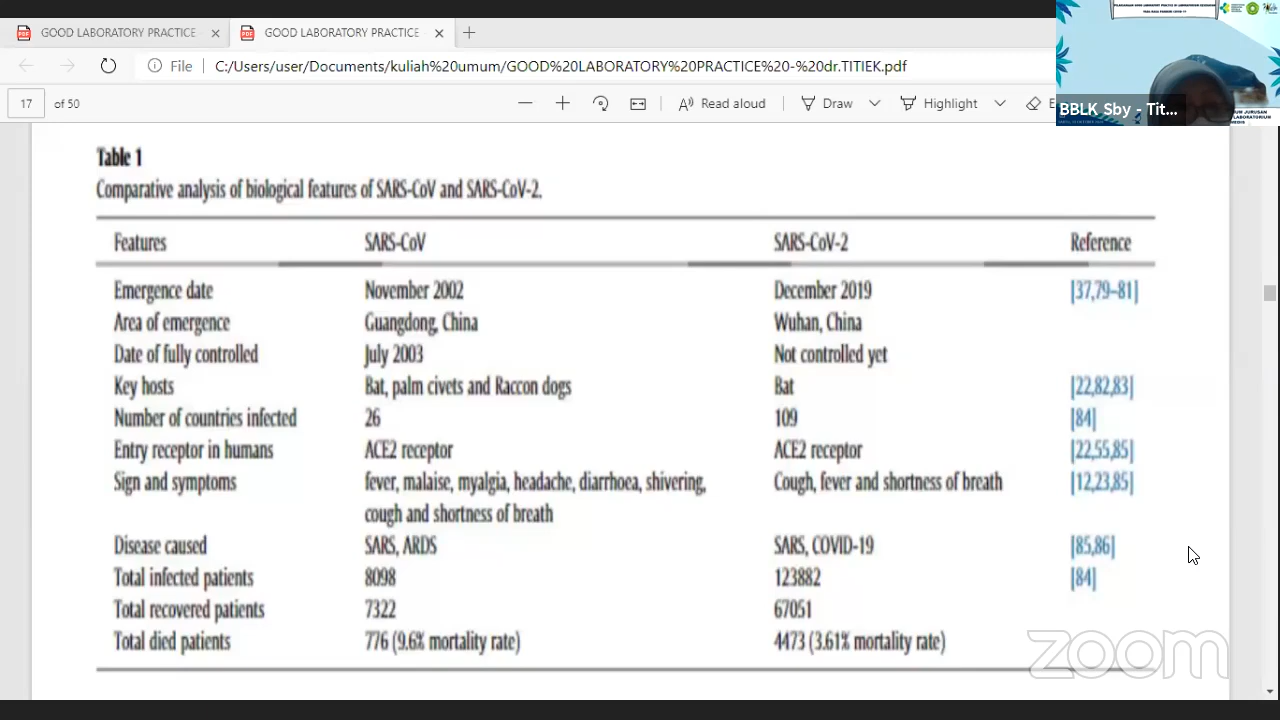 GOOD LABORATORY PRACTICE
GOOD LABORATORY PRACTICE
File C:/Users/user/Documents/kuliah%20umum/GOOD%20LABORATORY%20PRACTICE%20-%20dr.TITIEK.pdf
17 of 50 Read aloud Draw Highlight
BBLK Sby - Tit...
Table 1
Comparative analysis of biological features of SARS-CoV and SARS-CoV-2.
Features SARS-CoV SARS-CoV-2 Reference
Emergence date November 2002 December 2019 [37,79–81]
Area of emergence Guangdong, China Wuhan, China
Date of fully controlled July 2003 Not controlled yet
Key hosts Bat, palm civets and Raccon dogs Bat [22,82,83]
Number of countries infected 26 109 [84]
Entry receptor in humans ACE2 receptor ACE2 receptor [22,55,85]
Sign and symptoms fever, malaise, myalgia, headache, diarrhoea, shivering, Cough, fever and shortness of breath [12,23,85]
cough and shortness of breath
Disease caused SARS, ARDS SARS, COVID-19 [85,86]
Total infected patients 8098 123882 [84]
Total recovered patients 7322 67051
Total died patients 776 (9.6% mortality rate) 4473 (3.61% mortality rate)
zoom